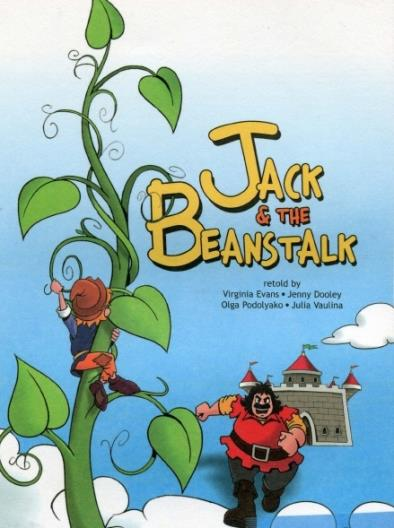 JACK
& THE
BEANSTALK
retold by
Virginia Evans • Jenny Dooley
Olga Podolyako • Julia Vaulina